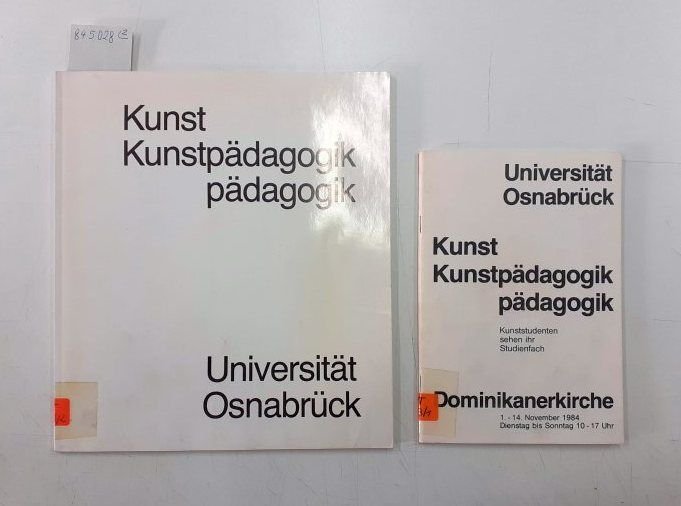 845028
Kunst
Kunstpädagogik
pädagogik
Universität
Osnabrück
Universität
Osnabrück
Kunst
Kunstpädagogik
pädagogik
Kunststudenten
sehen ihr
Studienfach
Dominikanerkirche
1. - 14. November 1984
Dienstag bis Sonntag 10 - 17 Uhr